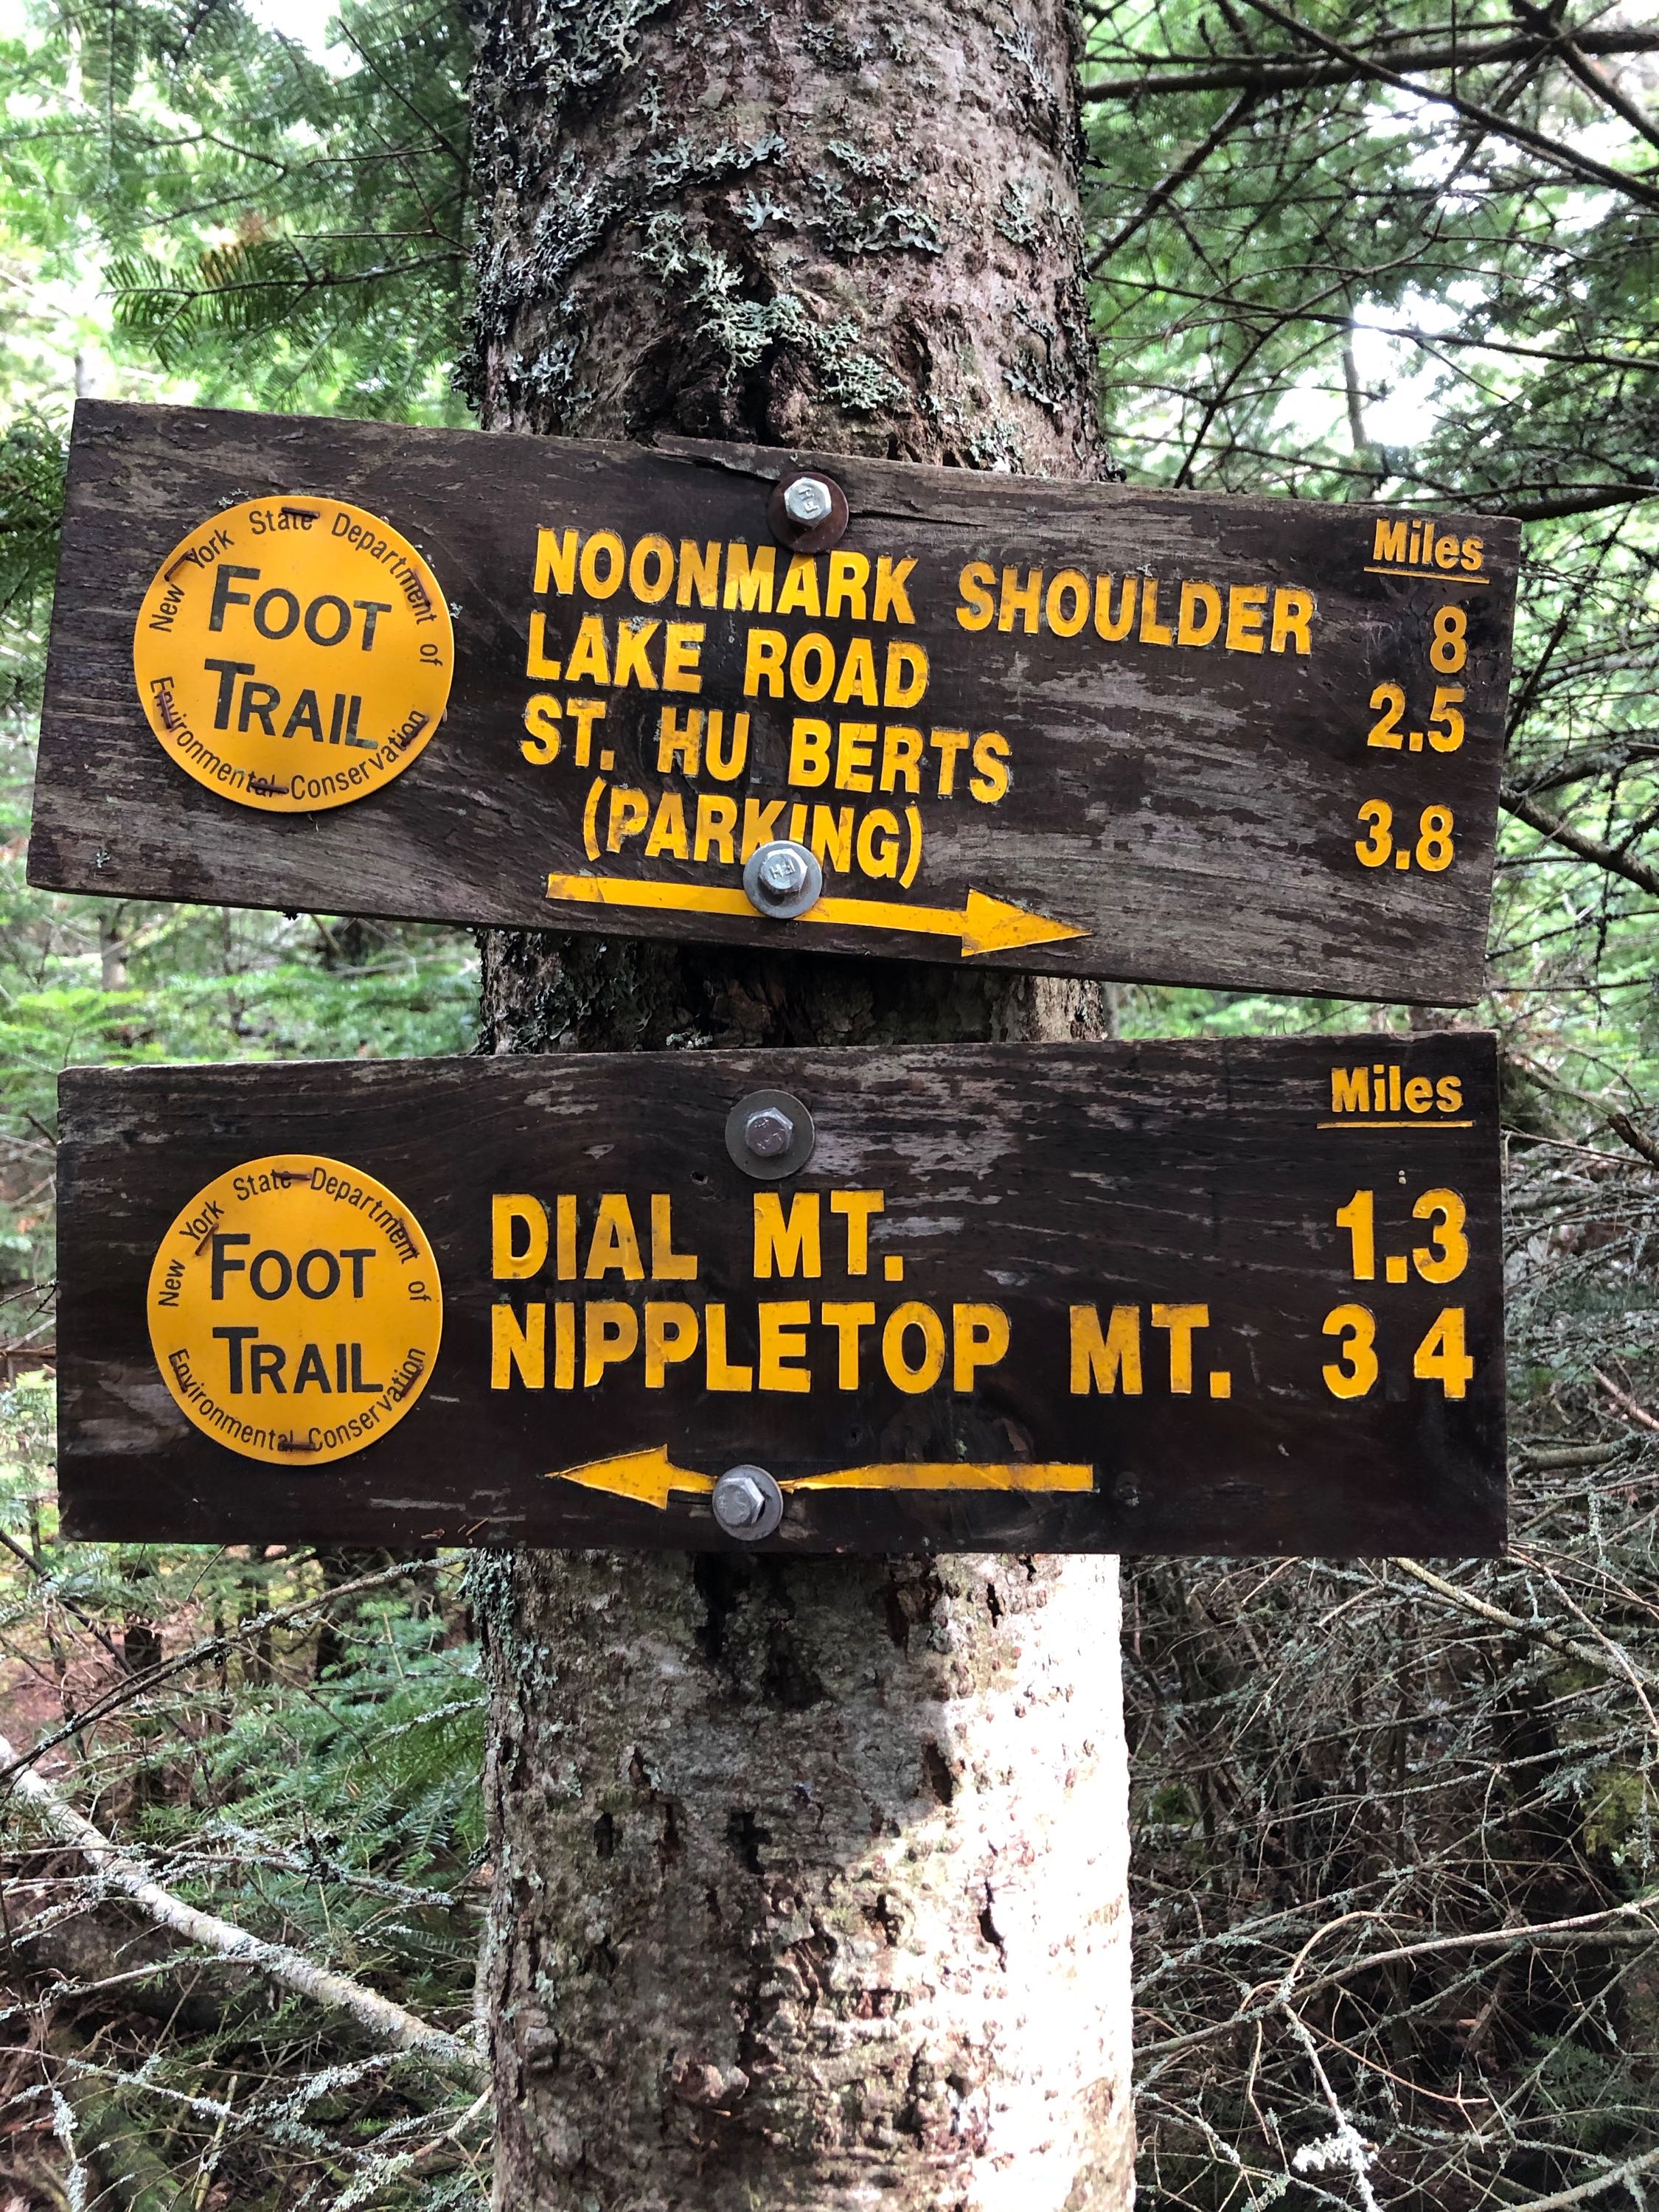 New York State Department of
FOOT
TRAIL
Environmental Conservation
Miles
NOONMARK SHOULDER 8
LAKE ROAD 2.5
ST. HU BERTS
(PARKING) 3.8
New York State Department of
FOOT
TRAIL
Environmental Conservation
Miles
DIAL MT. 1.3
NIPPLETOP MT. 3 4